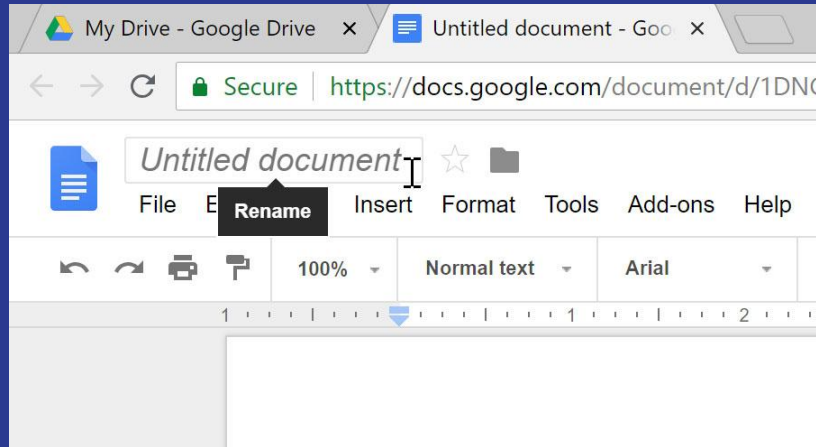 My Drive - Google Drive
Untitled document - Goo
Secure https://docs.google.com/document/d/1DN
Untitled document
Rename
File E Insert Format Tools Add-ons Help
100% Normal text Arial
1 1 2